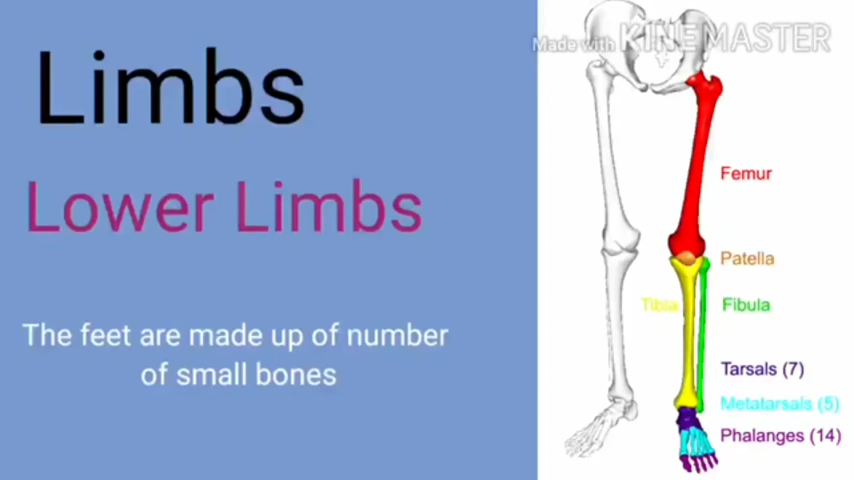 Limbs
Lower Limbs
The feet are made up of number
of small bones
Made with KINEMASTER
Femur
Patella
Tibia
Fibula
Tarsals (7)
Metatarsals (5)
Phalanges (14)